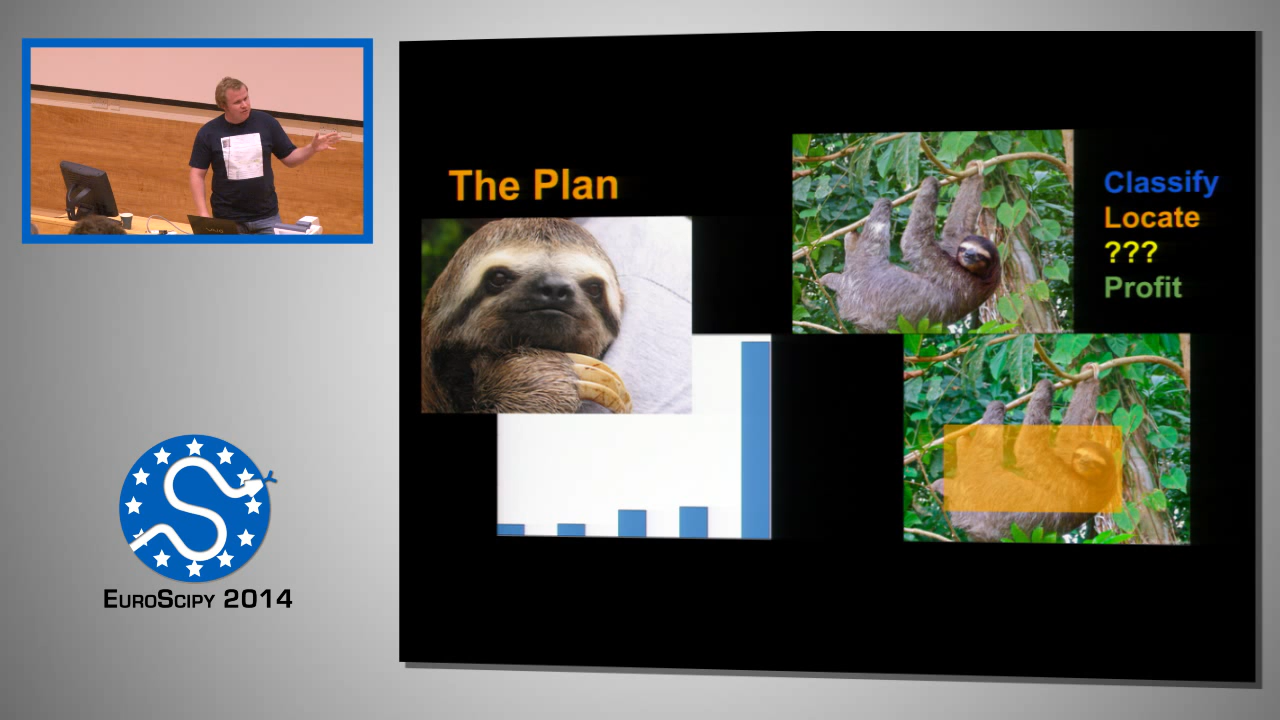 The Plan
Classify
Locate
???
Profit
EuroScipy 2014